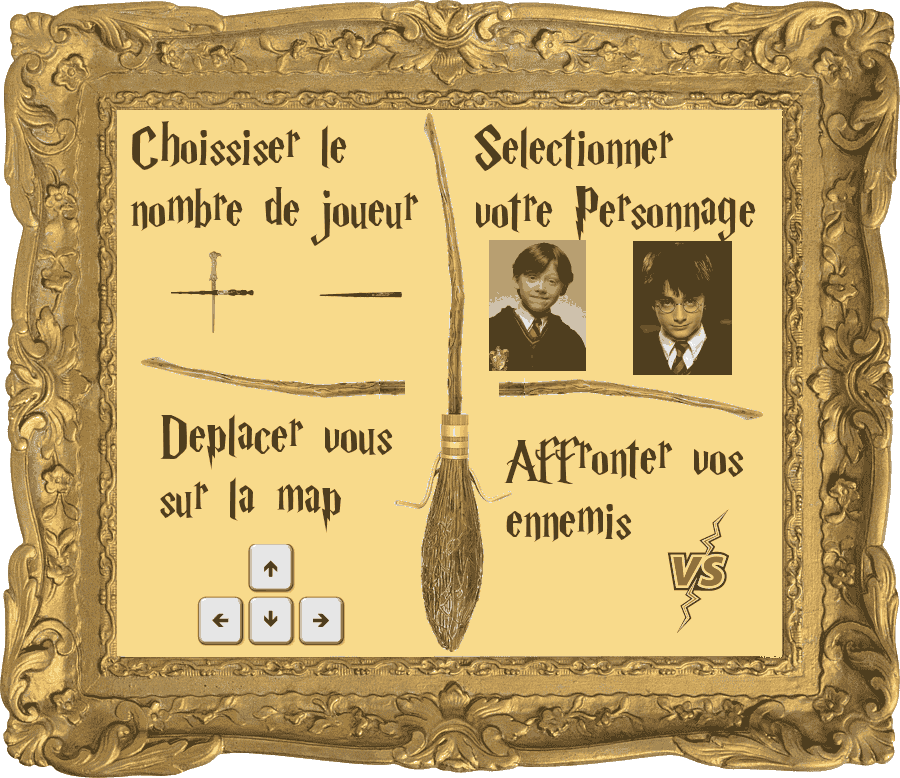 Choissiser le
nombre de joueur
Selectionner
votre Personnage
Deplacer vous
sur la map
Affronter vos
ennemis
VS